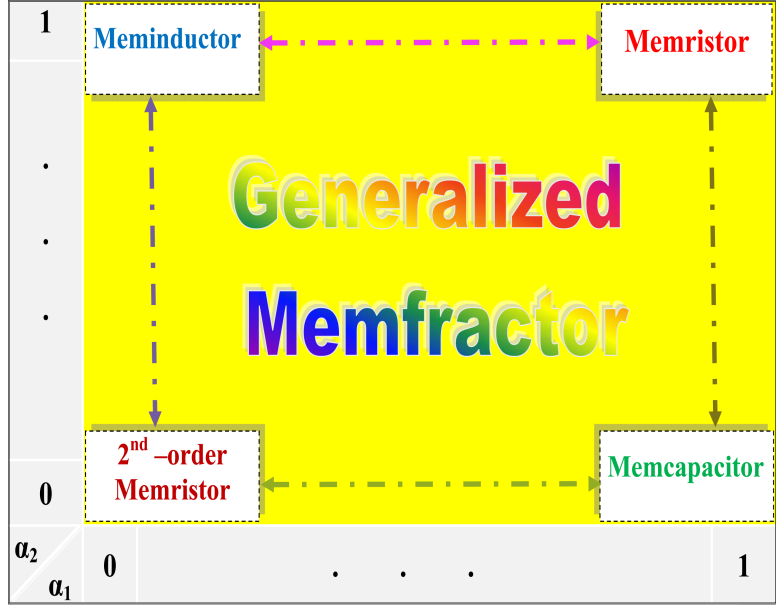 1
Meminductor
Memristor
.
.
.
Generalized
Memfractor
0
2nd –order
Memristor
Memcapacitor
α2
α1
0
. . .
1